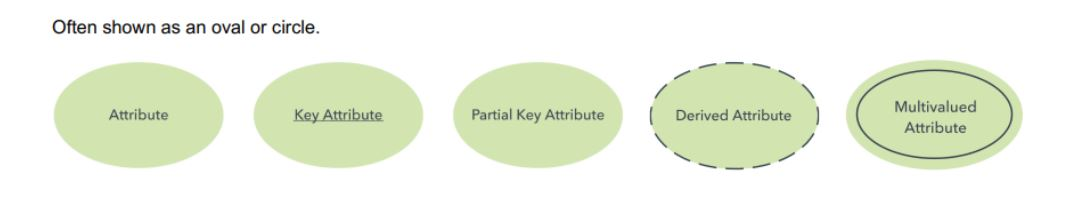 Often shown as an oval or circle.
Attribute
Key Attribute
Partial Key Attribute
Derived Attribute
Multivalued
Attribute